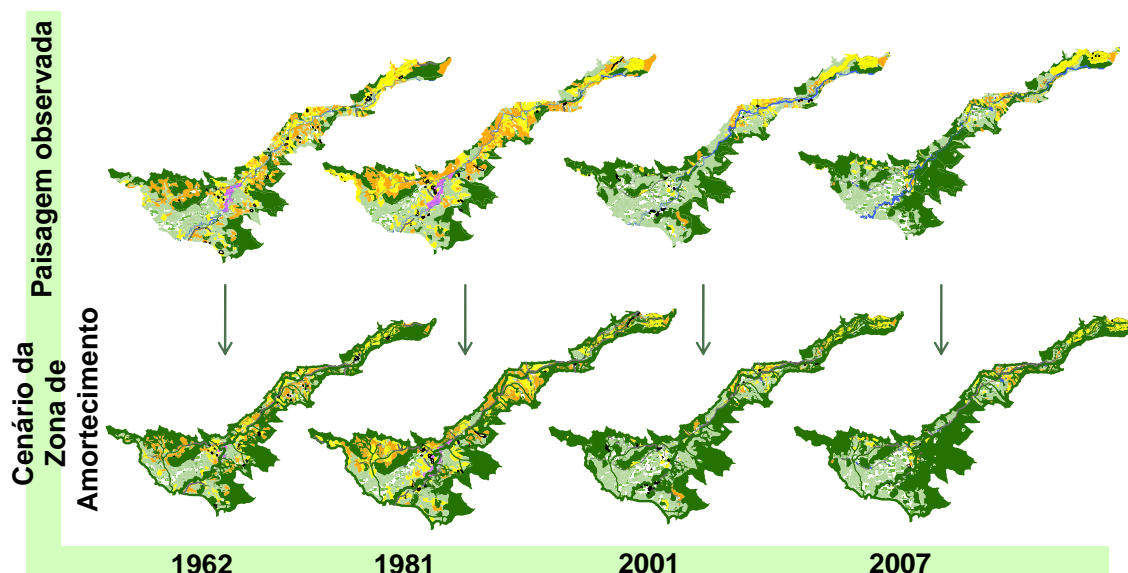 Paisagem observada
Cenário da
Zona de
Amortecimento
1962
1981
2001
2007